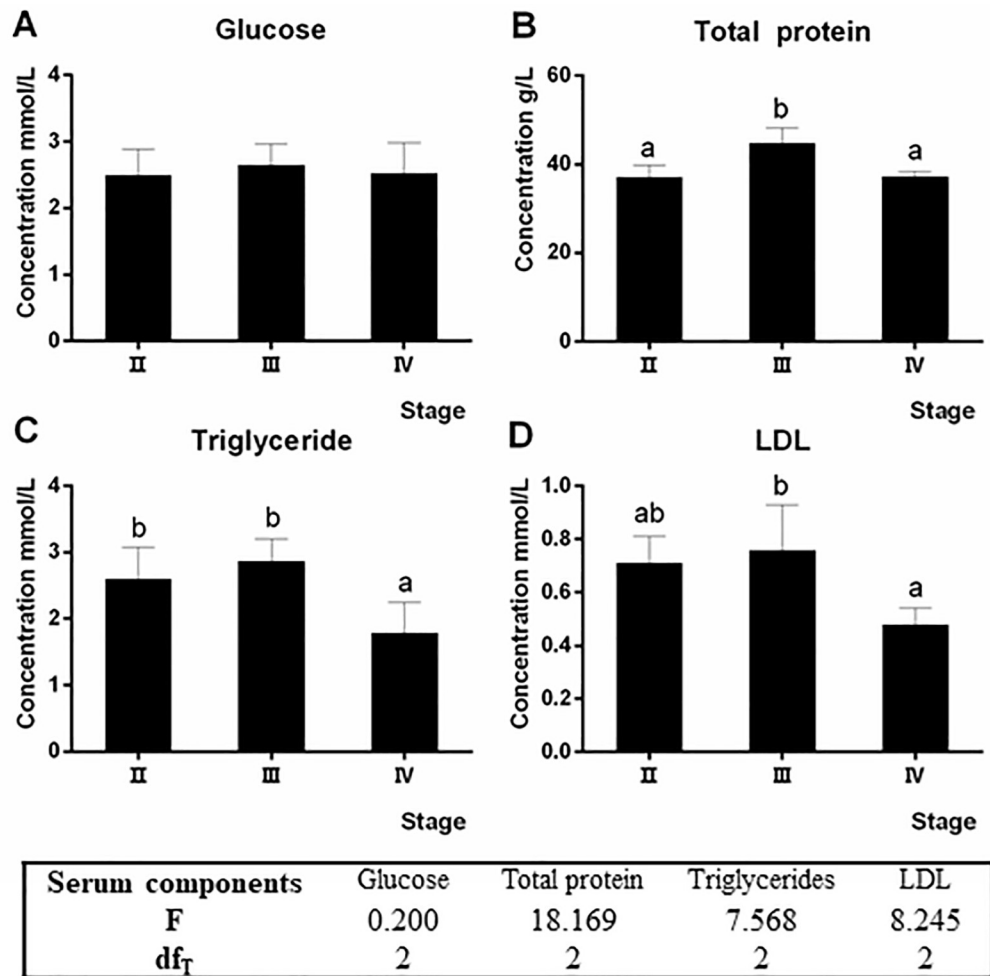 A
Glucose
Concentration mmol/L
4
3
2
1
0
II III IV
Stage
B
Total protein
Concentration g/L
60
40
20
0
a b a
II III IV
Stage
C
Triglyceride
Concentration mmol/L
4
3
2
1
0
b b a
II III IV
Stage
D
LDL
Concentration mmol/L
1.0
0.8
0.6
0.4
0.2
0.0
ab b a
II III IV
Stage
Serum components Glucose Total protein Triglycerides LDL
F 0.200 18.169 7.568 8.245
dfT 2 2 2 2